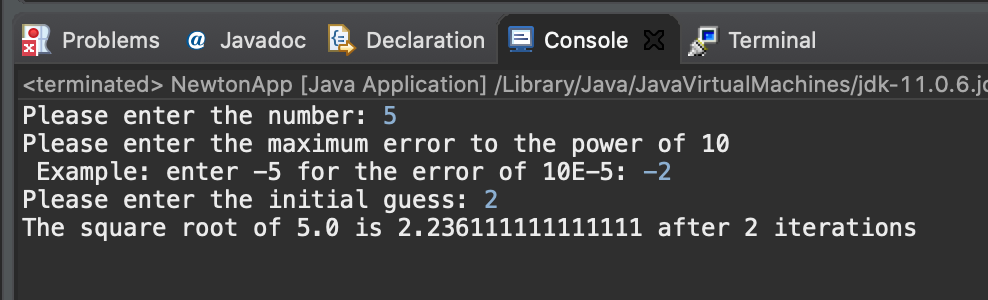 Problems @ Javadoc Declaration Console Terminal
<terminated> NewtonApp [Java Application] /Library/Java/JavaVirtualMachines/jdk-11.0.6.jd
Please enter the number: 5
Please enter the maximum error to the power of 10
Example: enter -5 for the error of 10E-5: -2
Please enter the initial guess: 2
The square root of 5.0 is 2.236111111111111 after 2 iterations